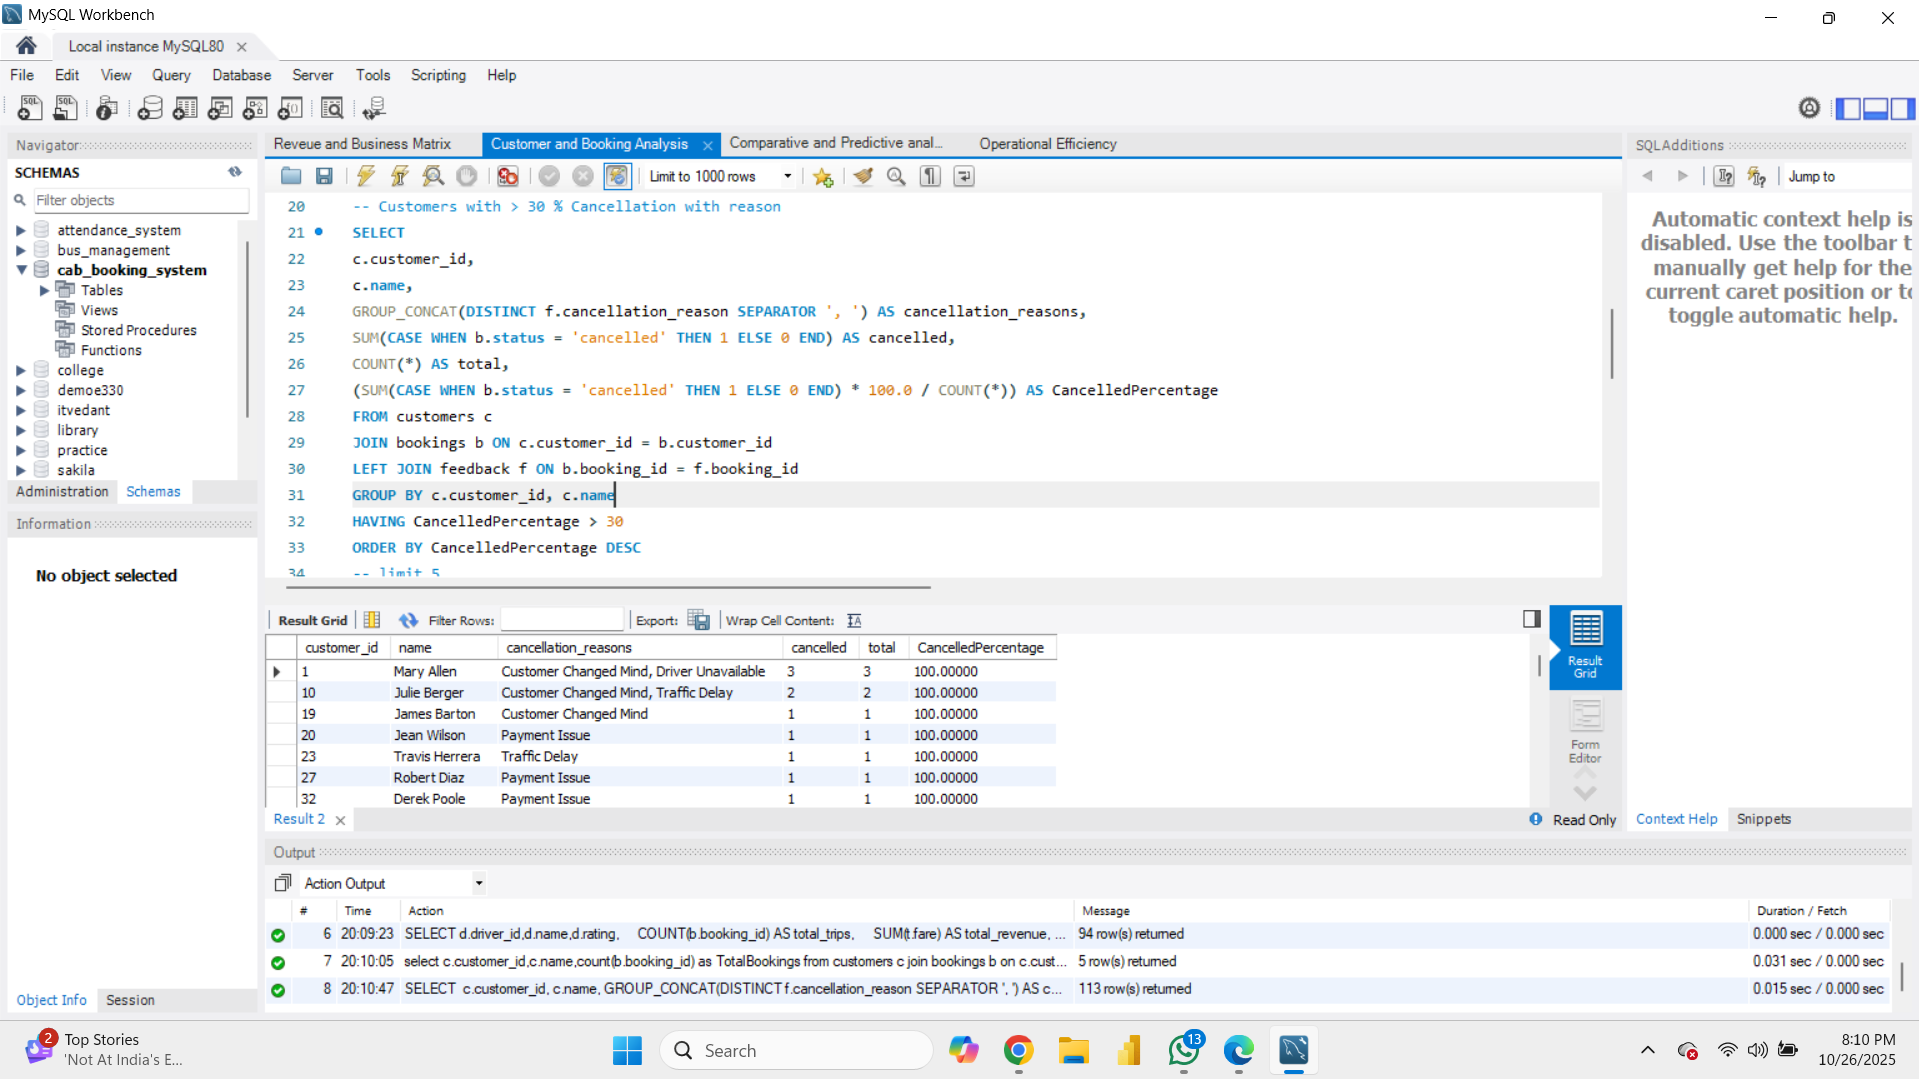 MySQL Workbench
Local instance MySQL80
File Edit View Query Database Server Tools Scripting Help
Navigator
SCHEMAS
Filter objects
attendance_system
bus_management
cab_booking_system
Tables
Views
Stored Procedures
Functions
college
demoe330
itvedant
library
practice
sakila
Administration Schemas
Information
No object selected
Object Info Session
Reveue and Business Matrix Customer and Booking Analysis Comparative and Predictive anal... Operational Efficiency
Limit to 1000 rows
20 -- Customers with > 30 % Cancellation with reason
21 SELECT
22 c.customer_id,
23 c.name,
24 GROUP_CONCAT(DISTINCT f.cancellation_reason SEPARATOR ', ') AS cancellation_reasons,
25 SUM(CASE WHEN b.status = 'cancelled' THEN 1 ELSE 0 END) AS cancelled,
26 COUNT(*) AS total,
27 (SUM(CASE WHEN b.status = 'cancelled' THEN 1 ELSE 0 END) * 100.0 / COUNT(*)) AS CancelledPercentage
28 FROM customers c
29 JOIN bookings b ON c.customer_id = b.customer_id
30 LEFT JOIN feedback f ON b.booking_id = f.booking_id
31 GROUP BY c.customer_id, c.name
32 HAVING CancelledPercentage > 30
33 ORDER BY CancelledPercentage DESC
34 -- limit 5
Result Grid Filter Rows: Export: Wrap Cell Content:
customer_id name cancellation_reasons cancelled total CancelledPercentage
1 Mary Allen Customer Changed Mind, Driver Unavailable 3 3 100.00000
10 Julie Berger Customer Changed Mind, Traffic Delay 2 2 100.00000
19 James Barton Customer Changed Mind 1 1 100.00000
20 Jean Wilson Payment Issue 1 1 100.00000
23 Travis Herrera Traffic Delay 1 1 100.00000
27 Robert Diaz Payment Issue 1 1 100.00000
32 Derek Poole Payment Issue 1 1 100.00000
Result Grid
Form Editor
Result 2
Read Only
Output
Action Output
# Time Action Message Duration / Fetch
6 20:09:23 SELECT d.driver_id,d.name,d.rating, COUNT(b.booking_id) AS total_trips, SUM(t.fare) AS total_revenue, ... 94 row(s) returned 0.000 sec / 0.000 sec
7 20:10:05 select c.customer_id,c.name,count(b.booking_id) as TotalBookings from customers c join bookings b on c.cust... 5 row(s) returned 0.031 sec / 0.000 sec
8 20:10:47 SELECT c.customer_id, c.name, GROUP_CONCAT(DISTINCT f.cancellation_reason SEPARATOR ', ') AS c... 113 row(s) returned 0.015 sec / 0.000 sec
SQLAdditions
Jump to
Automatic context help is
disabled. Use the toolbar t
manually get help for the
current caret position or to
toggle automatic help.
Context Help Snippets
2
Top Stories
'Not At India's E...
Search
13
8:10 PM
10/26/2025